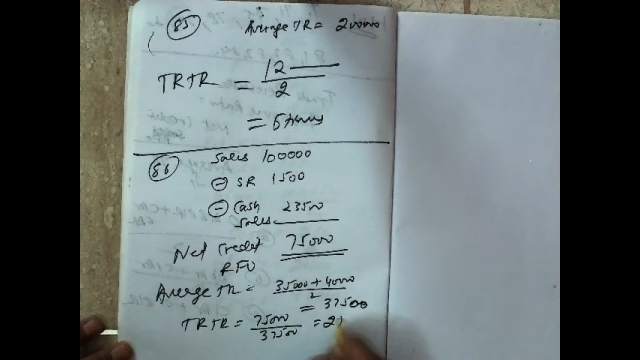 85 Average TR = 200000
TRTR = 12
2
= 6 times
86 Sales 100000
⊖ SR 1500
⊖ Cash 23500
Sales
Net Credit 75000
RFO
Average TR = 35000 + 40000
2
= 37500
TRTR = 75000 = 2
37500